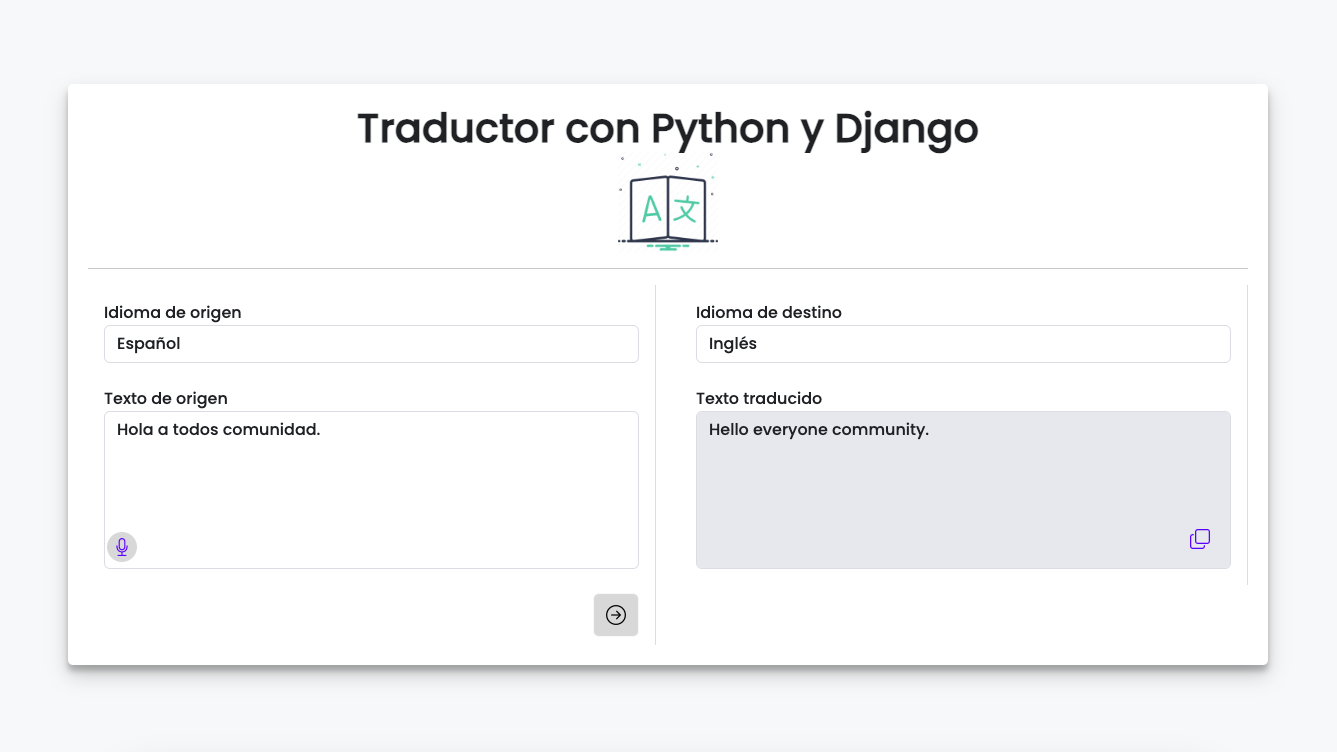 Traductor con Python y Django
A 文
Idioma de origen
Español
Texto de origen
Hola a todos comunidad.
Idioma de destino
Inglés
Texto traducido
Hello everyone community.